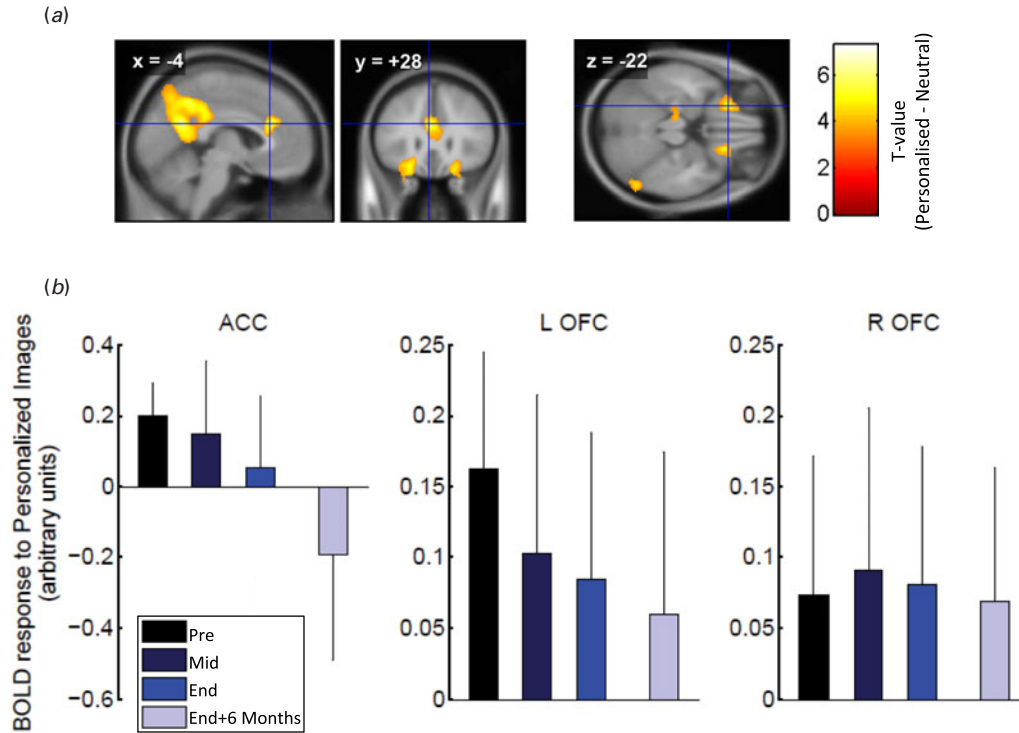 (a)
x = -4
y = +28
z = -22
6
4
2
0
T-value
(Personalised - Neutral)
(b)
ACC
L OFC
R OFC
BOLD response to Personalized Images
(arbitrary units)
0.4
0.2
0
−0.2
−0.4
−0.6
0.25
0.2
0.15
0.1
0.05
0
0.25
0.2
0.15
0.1
0.05
0
Pre
Mid
End
End+6 Months